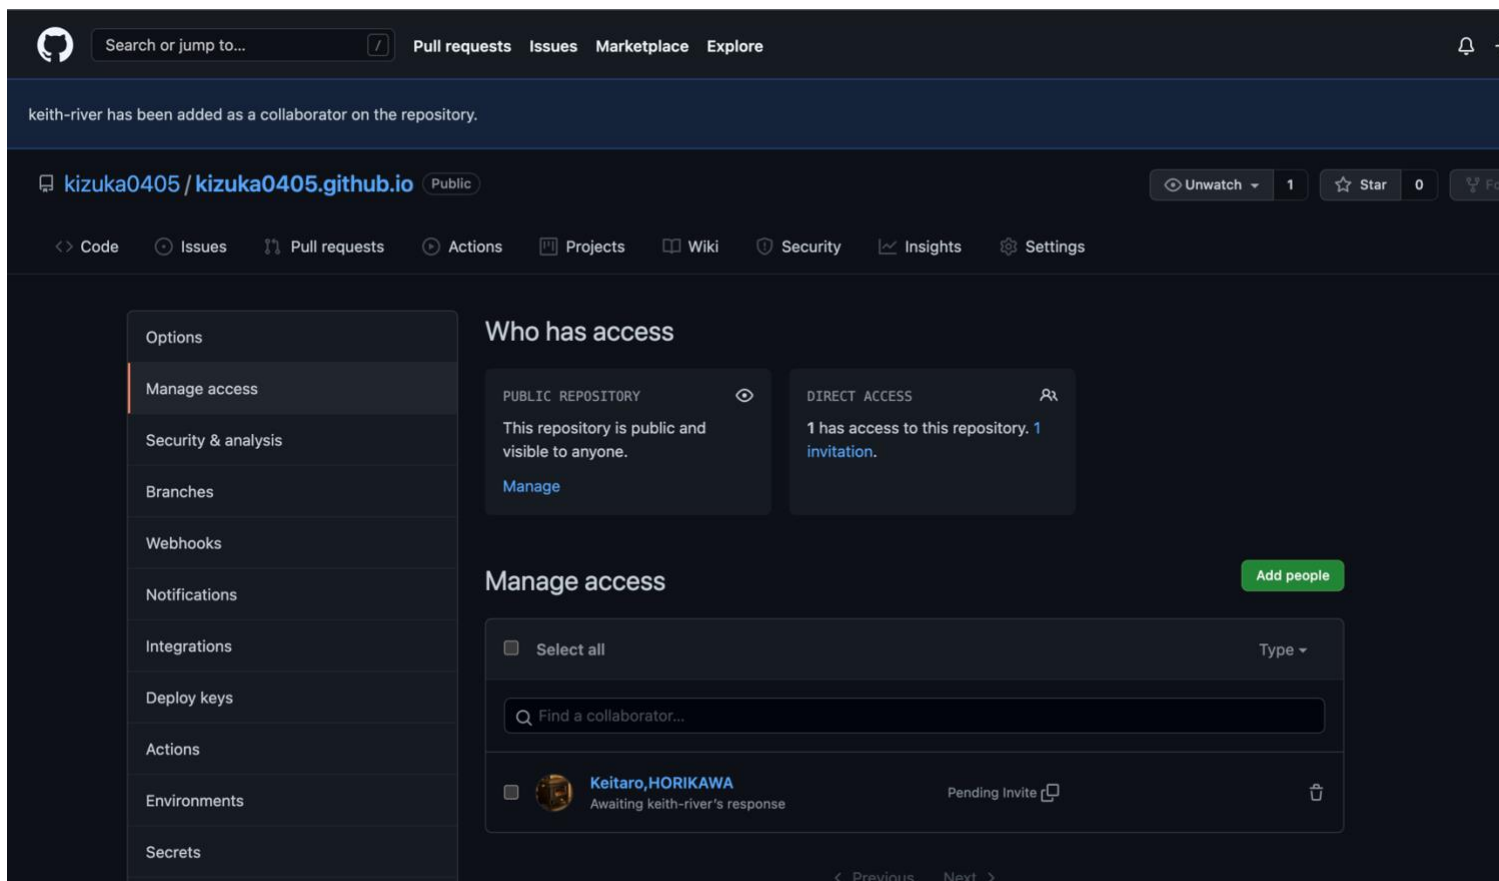 Search or jump to... /
Pull requests Issues Marketplace Explore
keith-river has been added as a collaborator on the repository.
kizuka0405 / kizuka0405.github.io Public
Unwatch 1 Star 0
Code Issues Pull requests Actions Projects Wiki Security Insights Settings
Options
Manage access
Security & analysis
Branches
Webhooks
Notifications
Integrations
Deploy keys
Actions
Environments
Secrets
Who has access
PUBLIC REPOSITORY
This repository is public and
visible to anyone.
Manage
DIRECT ACCESS
1 has access to this repository. 1
invitation.
Manage access
Add people
Select all
Type
Find a collaborator...
Keitaro,HORIKAWA
Awaiting keith-river's response
Pending Invite
Previous Next